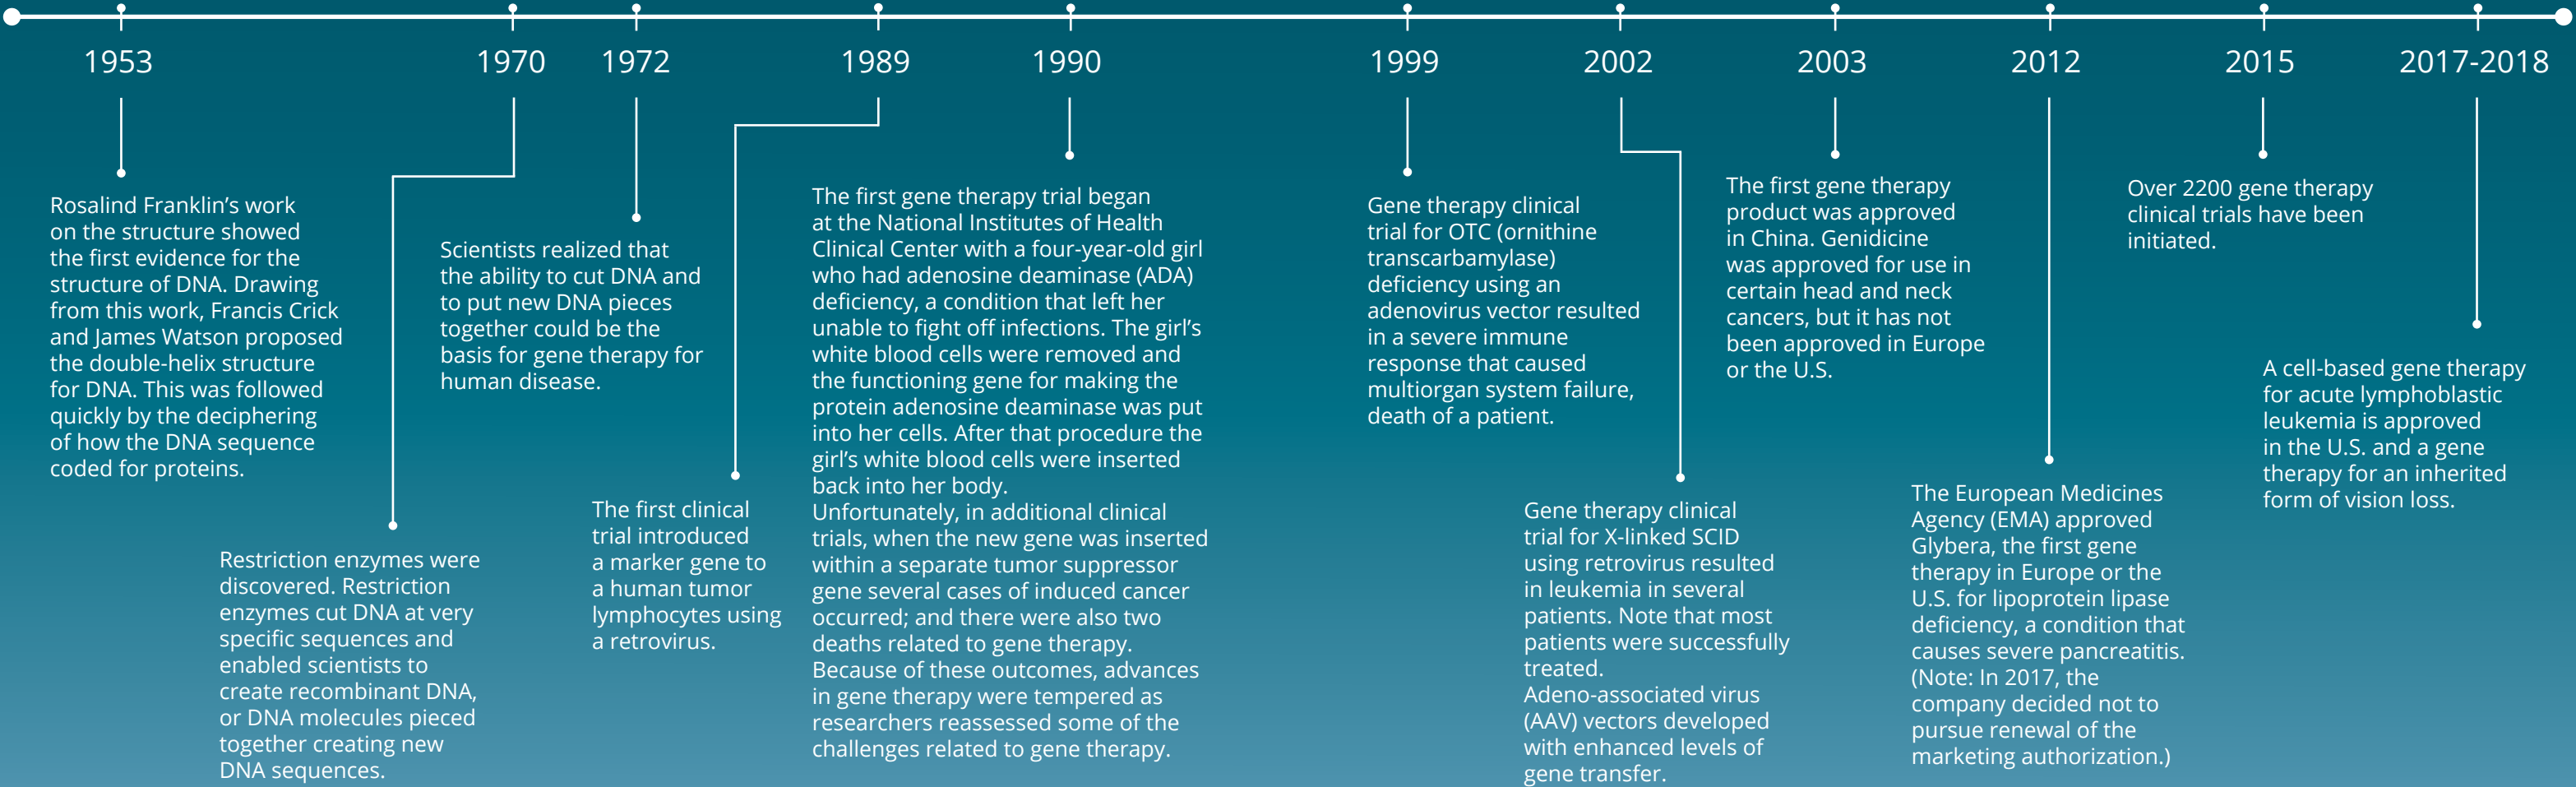 1953
1970
1972
1989
1990
1999
2002
2003
2012
2015
2017-2018
Rosalind Franklin’s work
on the structure showed
the first evidence for the
structure of DNA. Drawing
from this work, Francis Crick
and James Watson proposed
the double-helix structure
for DNA. This was followed
quickly by the deciphering
of how the DNA sequence
coded for proteins.
Restriction enzymes were
discovered. Restriction
enzymes cut DNA at very
specific sequences and
enabled scientists to
create recombinant DNA,
or DNA molecules pieced
together creating new
DNA sequences.
Scientists realized that
the ability to cut DNA and
to put new DNA pieces
together could be the
basis for gene therapy for
human disease.
The first clinical
trial introduced
a marker gene to
a human tumor
lymphocytes using
a retrovirus.
The first gene therapy trial began
at the National Institutes of Health
Clinical Center with a four-year-old girl
who had adenosine deaminase (ADA)
deficiency, a condition that left her
unable to fight off infections. The girl’s
white blood cells were removed and
the functioning gene for making the
protein adenosine deaminase was put
into her cells. After that procedure the
girl’s white blood cells were inserted
back into her body.
Unfortunately, in additional clinical
trials, when the new gene was inserted
within a separate tumor suppressor
gene several cases of induced cancer
occurred; and there were also two
deaths related to gene therapy.
Because of these outcomes, advances
in gene therapy were tempered as
researchers reassessed some of the
challenges related to gene therapy.
Gene therapy clinical
trial for OTC (ornithine
transcarbamylase)
deficiency using an
adenovirus vector resulted
in a severe immune
response that caused
multiorgan system failure,
death of a patient.
Gene therapy clinical
trial for X-linked SCID
using retrovirus resulted
in leukemia in several
patients. Note that most
patients were successfully
treated.
Adeno-associated virus
(AAV) vectors developed
with enhanced levels of
gene transfer.
The first gene therapy
product was approved
in China. Genidicine
was approved for use in
certain head and neck
cancers, but it has not
been approved in Europe
or the U.S.
The European Medicines
Agency (EMA) approved
Glybera, the first gene
therapy in Europe or the
U.S. for lipoprotein lipase
deficiency, a condition that
causes severe pancreatitis.
(Note: In 2017, the
company decided not to
pursue renewal of the
marketing authorization.)
Over 2200 gene therapy
clinical trials have been
initiated.
A cell-based gene therapy
for acute lymphoblastic
leukemia is approved
in the U.S. and a gene
therapy for an inherited
form of vision loss.